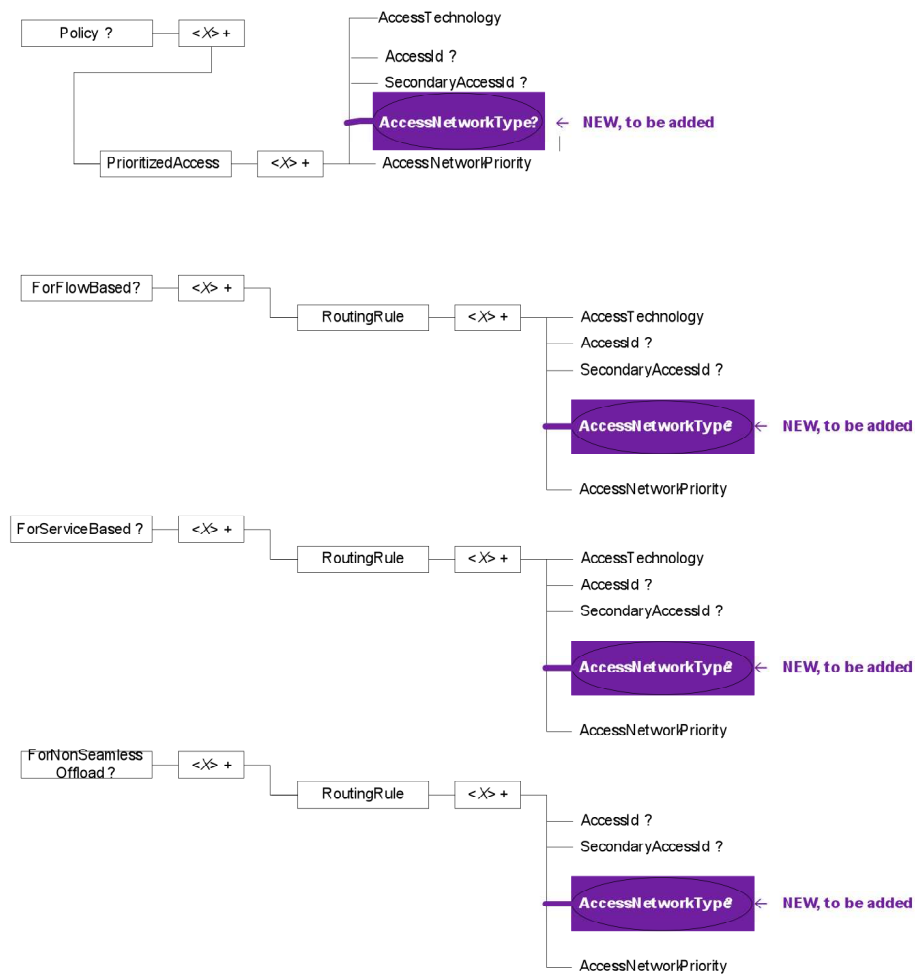 AccessTechnology
Policy ? <X> +
AccessId ?
SecondaryAccessId ?
AccessNetworkType? ← NEW, to be added
PrioritizedAccess <X> + AccessNetworkPriority
ForFlowBased? <X> +
RoutingRule <X> + AccessTechnology
AccessId ?
SecondaryAccessId ?
AccessNetworkType? ← NEW, to be added
AccessNetworkPriority
ForServiceBased ? <X> +
RoutingRule <X> + AccessTechnology
AccessId ?
SecondaryAccessId ?
AccessNetworkType? ← NEW, to be added
AccessNetworkPriority
ForNonSeamless
Offload ? <X> +
RoutingRule <X> +
AccessId ?
SecondaryAccessId ?
AccessNetworkType? ← NEW, to be added
AccessNetworkPriority